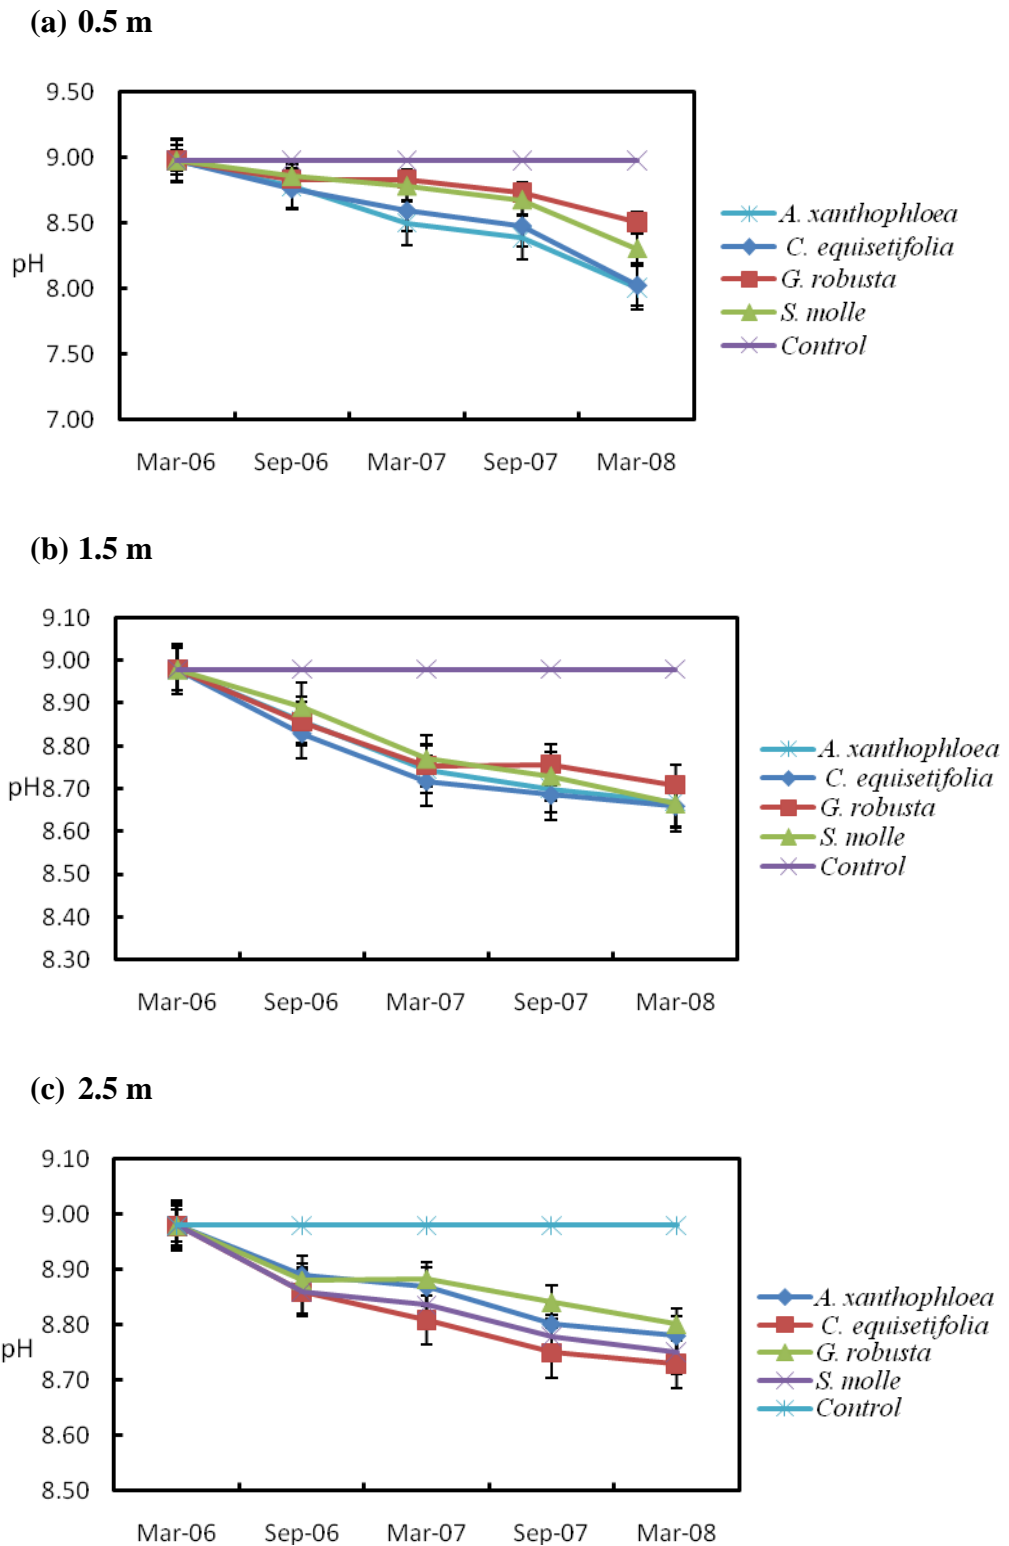 (a) 0.5 m
9.50
9.00
8.50
8.00
7.50
7.00
pH
Mar-06 Sep-06 Mar-07 Sep-07 Mar-08
A. xanthophloea
C. equisetifolia
G. robusta
S. molle
Control
(b) 1.5 m
9.10
9.00
8.90
8.80
8.70
8.60
8.50
8.40
8.30
pH
Mar-06 Sep-06 Mar-07 Sep-07 Mar-08
A. xanthophloea
C. equisetifolia
G. robusta
S. molle
Control
(c) 2.5 m
9.10
9.00
8.90
8.80
8.70
8.60
8.50
pH
Mar-06 Sep-06 Mar-07 Sep-07 Mar-08
A. xanthophloea
C. equisetifolia
G. robusta
S. molle
Control